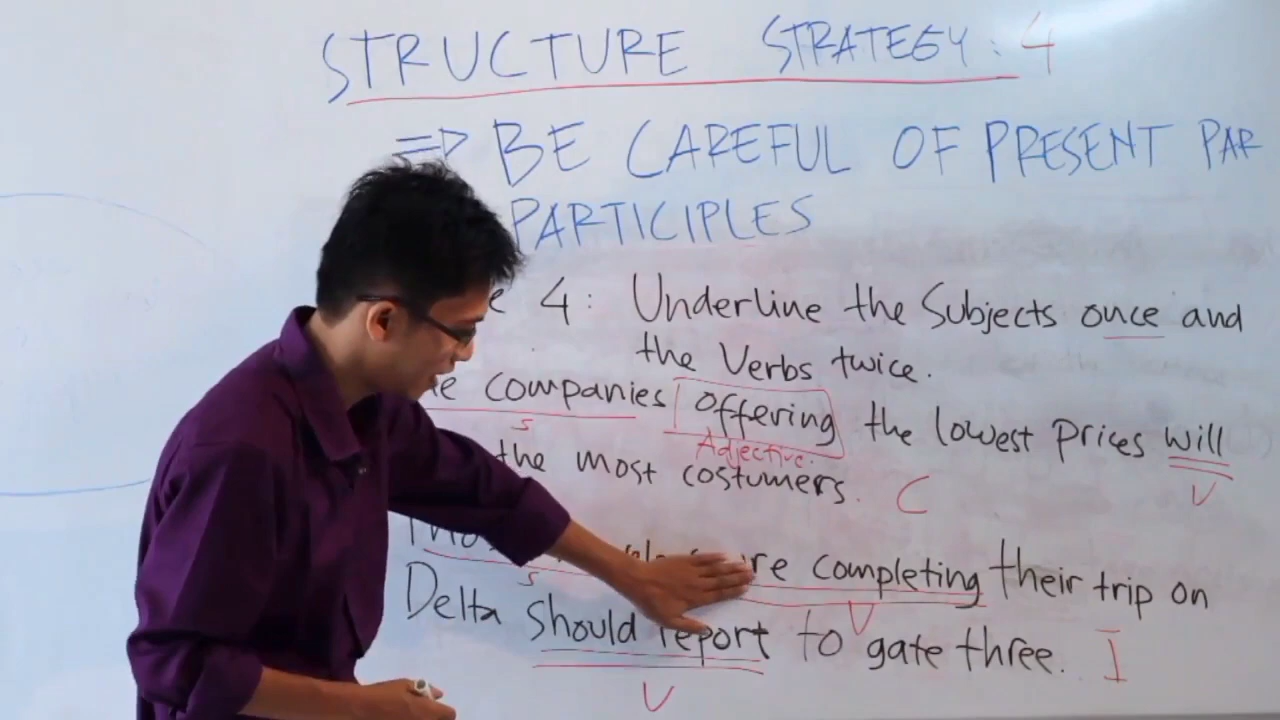 STRUCTURE STRATEGY: 4
=> BE CAREFUL OF PRESENT PAR
PARTICIPLES
4: Underline the Subjects once and
the Verbs twice.
companies offering the lowest prices will
S Adjective. V
the most costumers. C
completing their trip on
S V
Delta should report to gate three. I
V